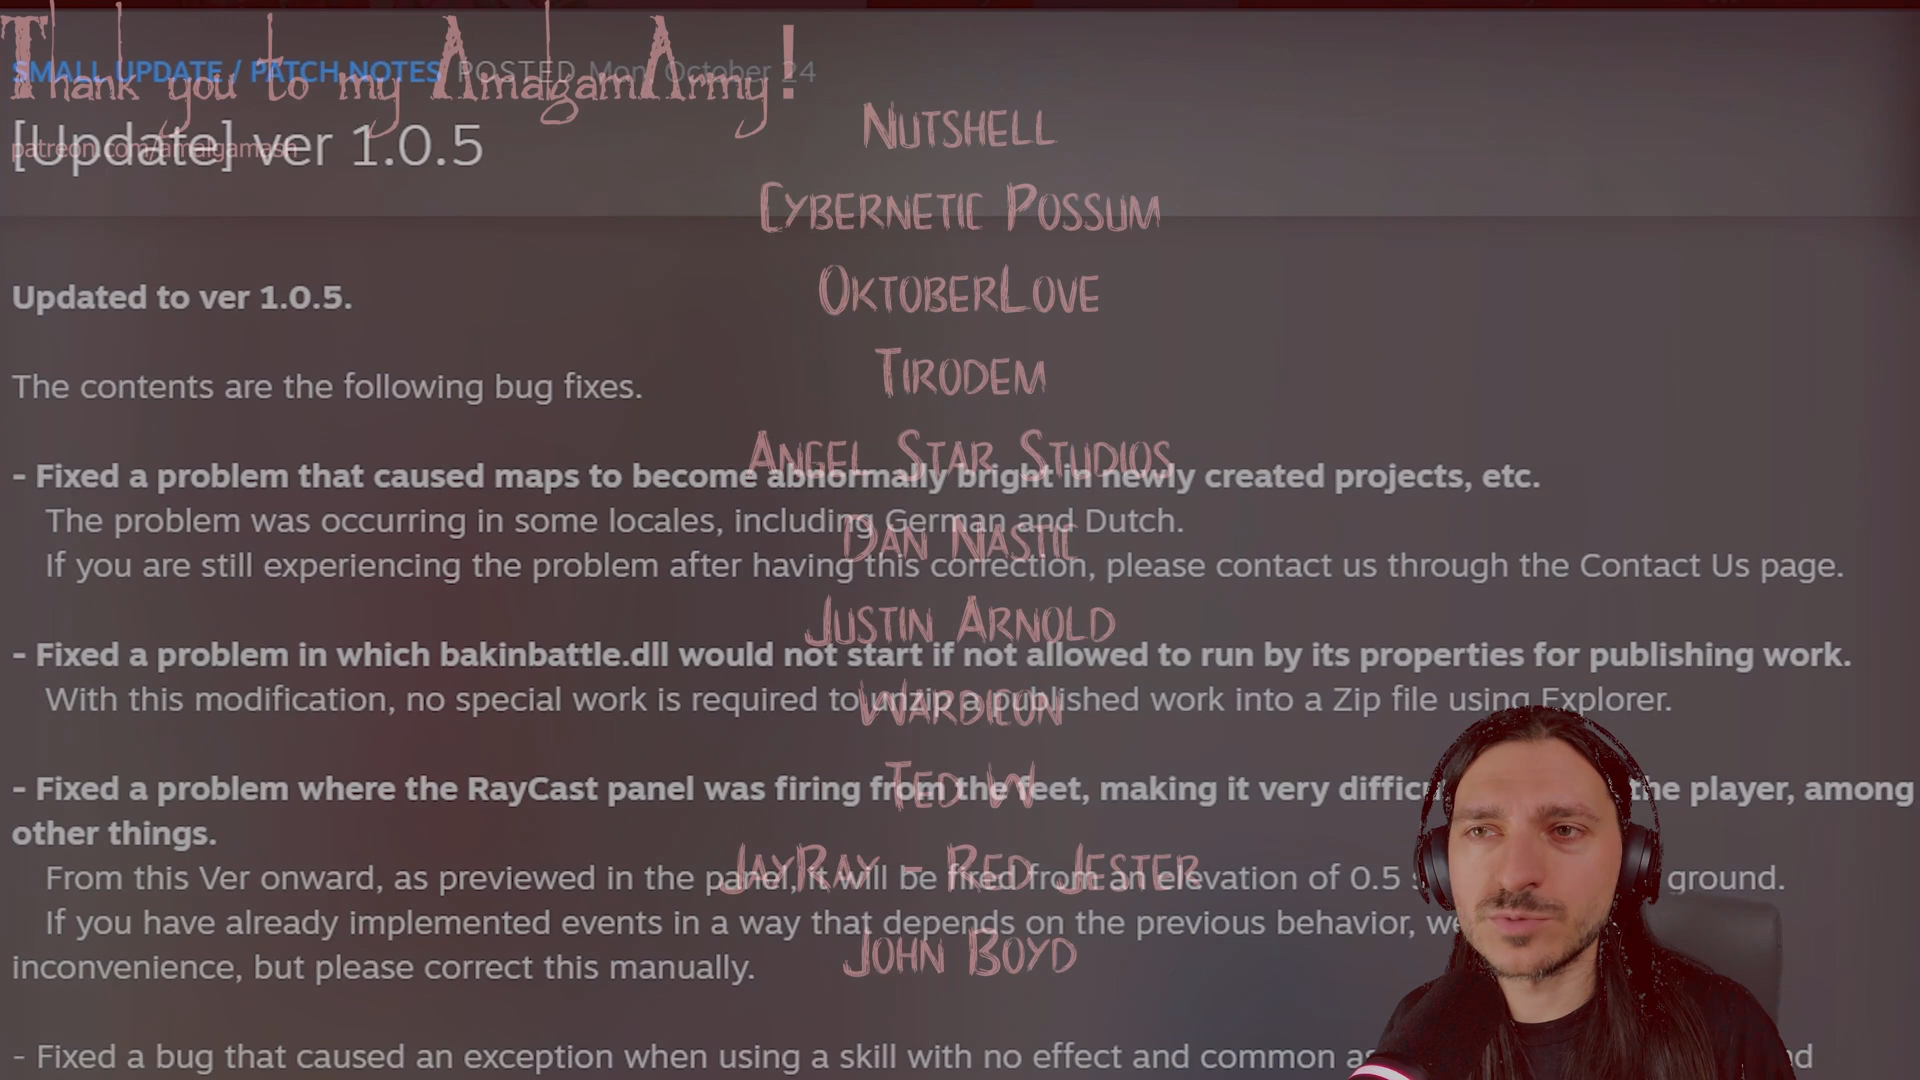 Thank you to my AmalgamArmy!
SMALL UPDATE / PATCH NOTES POSTED Mon, October 24
patreon.com/amalgamash
[Update] ver 1.0.5
Nutshell
Cybernetic Possum
OktoberLove
Tirodem
Angel Star Studios
Dan Nastic
Justin Arnold
Wardicon
Ted W
JayRay - Red Jester
John Boyd
Updated to ver 1.0.5.
The contents are the following bug fixes.
- Fixed a problem that caused maps to become abnormally bright in newly created projects, etc.
The problem was occurring in some locales, including German and Dutch.
If you are still experiencing the problem after having this correction, please contact us through the Contact Us page.
- Fixed a problem in which bakinbattle.dll would not start if not allowed to run by its properties for publishing work.
With this modification, no special work is required to unzip a published work into a Zip file using Explorer.
- Fixed a problem where the RayCast panel was firing from the feet, making it very the player, among
other things.
From this Ver onward, as previewed in the panel, it will be fired from an elevation of 0.5 ground.
If you have already implemented events in a way that depends on the previous behavior,
inconvenience, but please correct this manually.
- Fixed a bug that caused an exception when using a skill with no effect and common